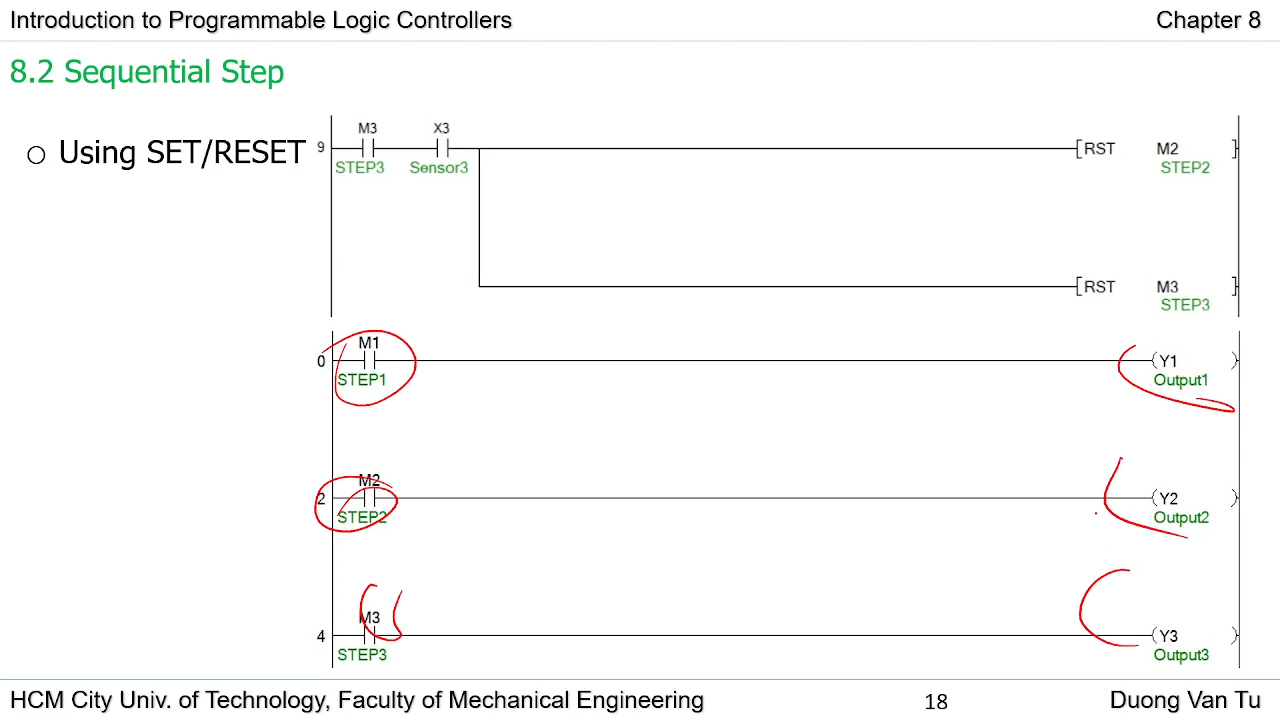 Introduction to Programmable Logic Controllers Chapter 8
8.2 Sequential Step
○ Using SET/RESET
M3 X3
9 [RST M2 ]
STEP3 Sensor3 STEP2
[RST M3 ]
STEP3
M1
0 (Y1 )
STEP1 Output1
M2
2 (Y2 )
STEP2 Output2
M3
4 (Y3 )
STEP3 Output3
HCM City Univ. of Technology, Faculty of Mechanical Engineering 18 Duong Van Tu